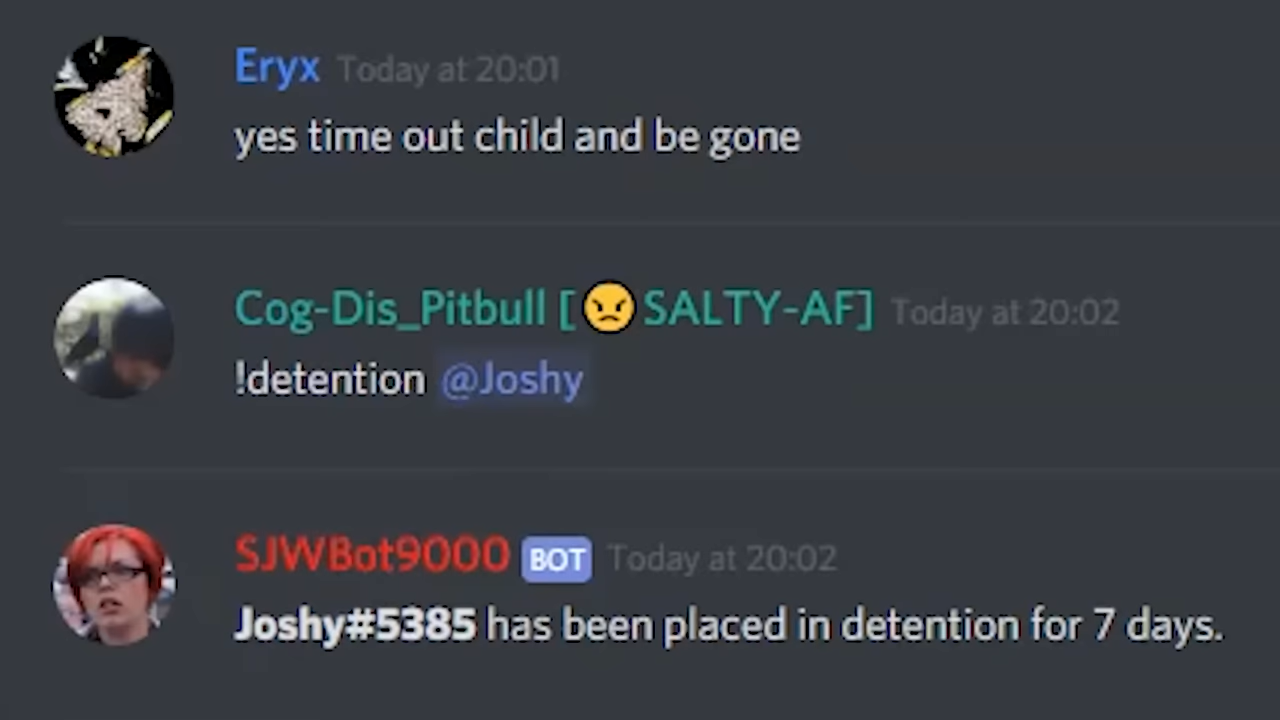 Eryx Today at 20:01
yes time out child and be gone
Cog-Dis_Pitbull [😠SALTY-AF] Today at 20:02
!detention @Joshy
SJWBot9000 BOT Today at 20:02
Joshy#5385 has been placed in detention for 7 days.